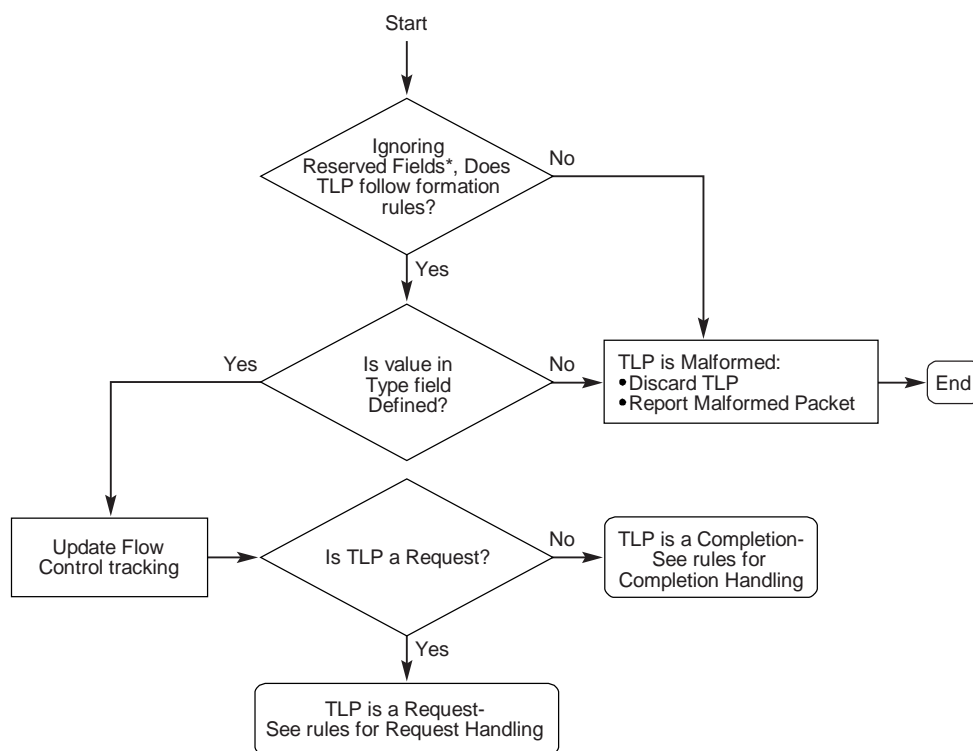 Start
Ignoring
Reserved Fields*, Does
TLP follow formation
rules?
No
Yes
Is value in
Type field
Defined?
Yes
No
TLP is Malformed:
•Discard TLP
•Report Malformed Packet
End
Update Flow
Control tracking
Is TLP a Request?
No
TLP is a Completion-
See rules for
Completion Handling
Yes
TLP is a Request-
See rules for Request Handling